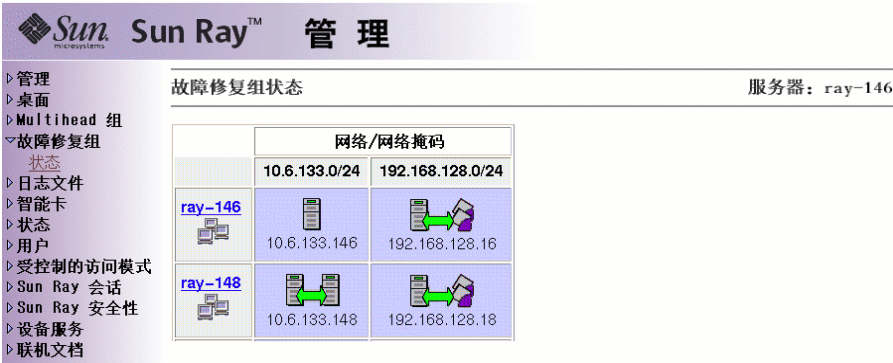 Sun microsystems Sun Ray™ 管 理
管理
桌面
Multihead 组
故障修复组
状态
日志文件
智能卡
状态
用户
受控制的访问模式
Sun Ray 会话
Sun Ray 安全性
设备服务
联机文档
故障修复组状态 服务器：ray-146
网络/网络掩码
10.6.133.0/24 192.168.128.0/24
ray-146
10.6.133.146 192.168.128.16
ray-148
10.6.133.148 192.168.128.18